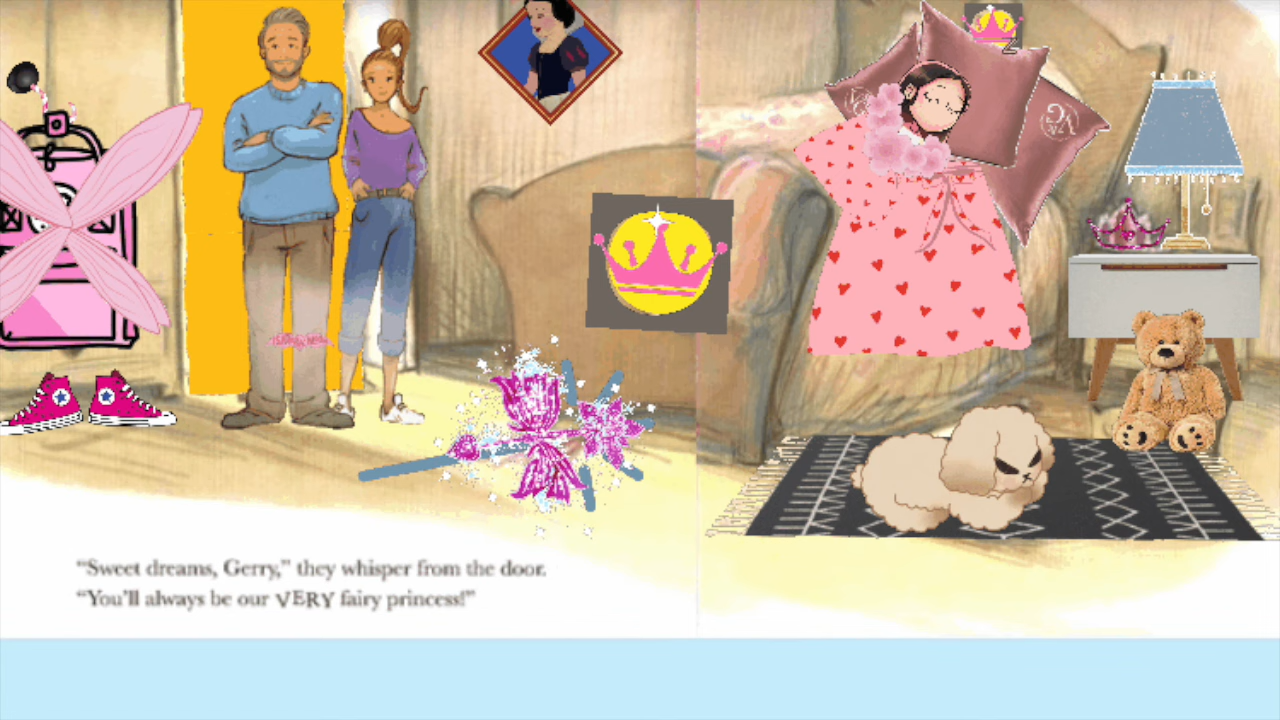 “Sweet dreams, Gerry,” they whisper from the door.
“You’ll always be our VERY fairy princess!”